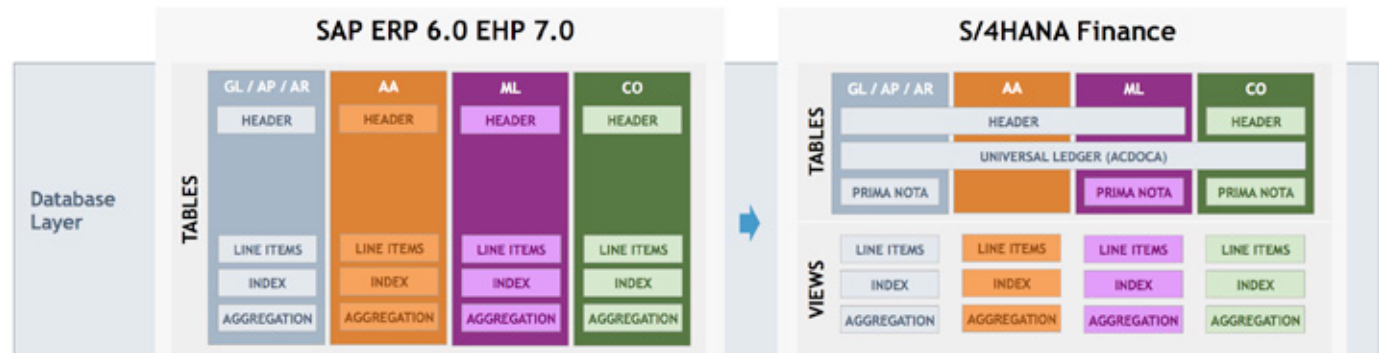 SAP ERP 6.0 EHP 7.0
S/4HANA Finance
Database
Layer
TABLES
GL / AP / AR
AA
ML
CO
HEADER
HEADER
HEADER
HEADER
LINE ITEMS
LINE ITEMS
LINE ITEMS
LINE ITEMS
INDEX
INDEX
INDEX
INDEX
AGGREGATION
AGGREGATION
AGGREGATION
AGGREGATION
TABLES
GL / AP / AR
AA
ML
CO
HEADER
HEADER
UNIVERSAL LEDGER (ACDOCA)
PRIMA NOTA
PRIMA NOTA
PRIMA NOTA
VIEWS
LINE ITEMS
LINE ITEMS
LINE ITEMS
LINE ITEMS
INDEX
INDEX
INDEX
INDEX
AGGREGATION
AGGREGATION
AGGREGATION
AGGREGATION